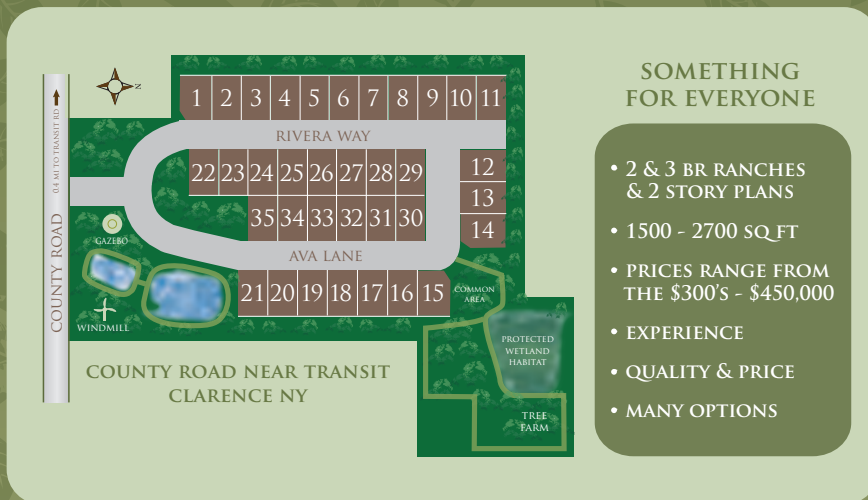 N
0.4 MI TO TRANSIT RD
COUNTY ROAD
1 2 3 4 5 6 7 8 9 10 11
RIVERA WAY
22 23 24 25 26 27 28 29
12
13
14
35 34 33 32 31 30
AVA LANE
21 20 19 18 17 16 15
GAZEBO
WINDMILL
COMMON
AREA
PROTECTED
WETLAND
HABITAT
TREE
FARM
COUNTY ROAD NEAR TRANSIT
CLARENCE NY
SOMETHING
FOR EVERYONE
• 2 & 3 BR RANCHES
& 2 STORY PLANS
• 1500 - 2700 SQ FT
• PRICES RANGE FROM
THE $300'S - $450,000
• EXPERIENCE
• QUALITY & PRICE
• MANY OPTIONS